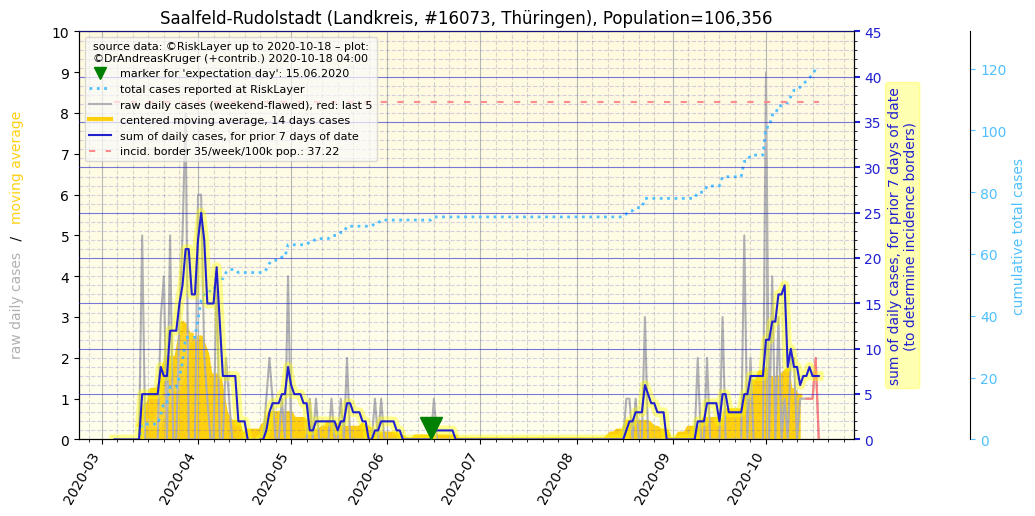 Saalfeld-Rudolstadt (Landkreis, #16073, Thüringen), Population=106,356
source data: ©RiskLayer up to 2020-10-18 – plot:
©DrAndreasKruger (+contrib.) 2020-10-18 04:00
marker for 'expectation day': 15.06.2020
total cases reported at RiskLayer
raw daily cases (weekend-flawed), red: last 5
centered moving average, 14 days cases
sum of daily cases, for prior 7 days of date
incid. border 35/week/100k pop.: 37.22
raw daily cases / moving average
10
9
8
7
6
5
4
3
2
1
0
2020-03
2020-04
2020-05
2020-06
2020-07
2020-08
2020-09
2020-10
45
40
35
30
25
20
15
10
5
0
sum of daily cases, for prior 7 days of date
(to determine incidence borders)
120
100
80
60
40
20
0
cumulative total cases